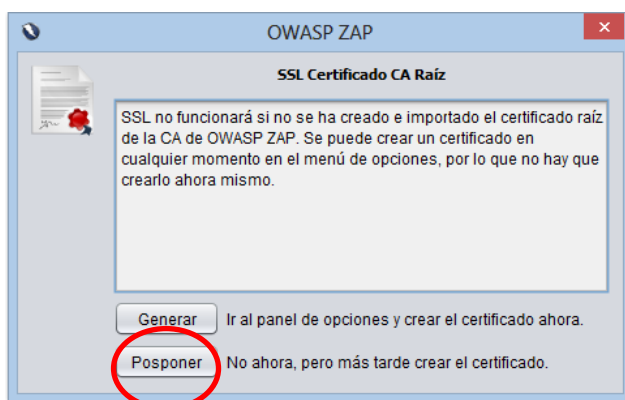 OWASP ZAP
SSL Certificado CA Raíz
SSL no funcionará si no se ha creado e importado el certificado raíz
de la CA de OWASP ZAP. Se puede crear un certificado en
cualquier momento en el menú de opciones, por lo que no hay que
crearlo ahora mismo.
Generar Ir al panel de opciones y crear el certificado ahora.
Posponer No ahora, pero más tarde crear el certificado.